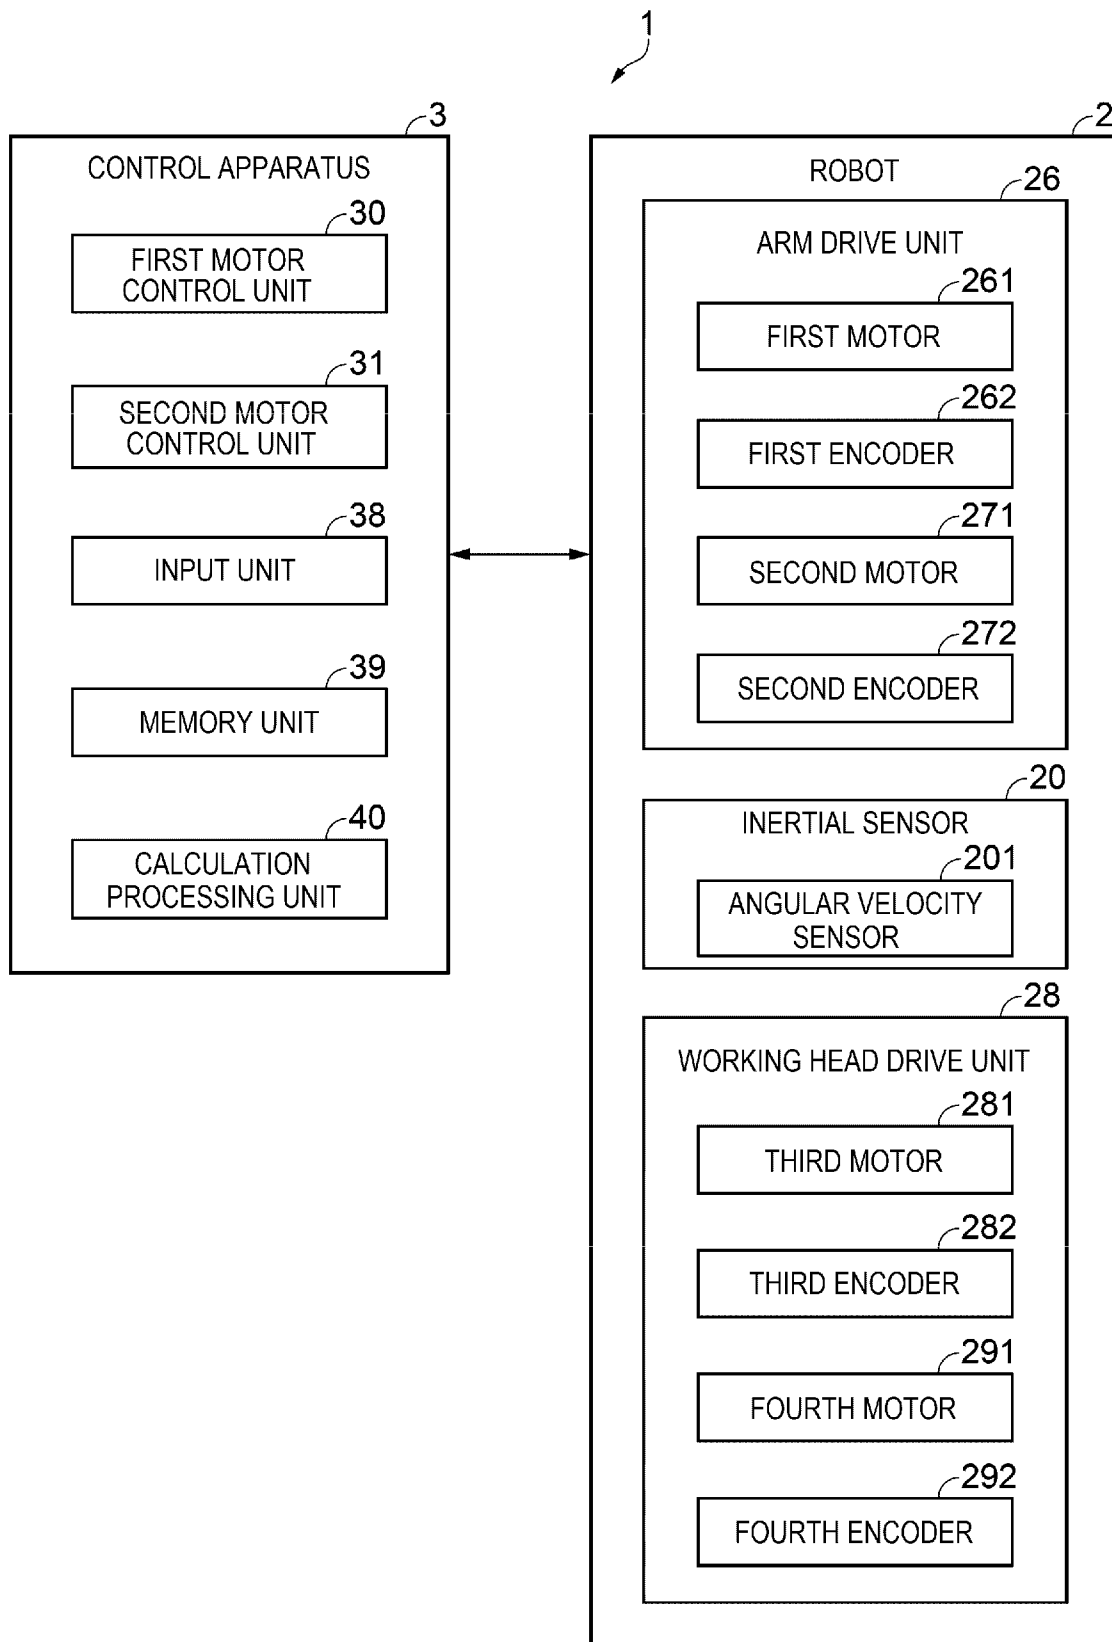 1
3
CONTROL APPARATUS
30
FIRST MOTOR
CONTROL UNIT
31
SECOND MOTOR
CONTROL UNIT
38
INPUT UNIT
39
MEMORY UNIT
40
CALCULATION
PROCESSING UNIT
2
ROBOT
26
ARM DRIVE UNIT
261
FIRST MOTOR
262
FIRST ENCODER
271
SECOND MOTOR
272
SECOND ENCODER
20
INERTIAL SENSOR
201
ANGULAR VELOCITY
SENSOR
28
WORKING HEAD DRIVE UNIT
281
THIRD MOTOR
282
THIRD ENCODER
291
FOURTH MOTOR
292
FOURTH ENCODER